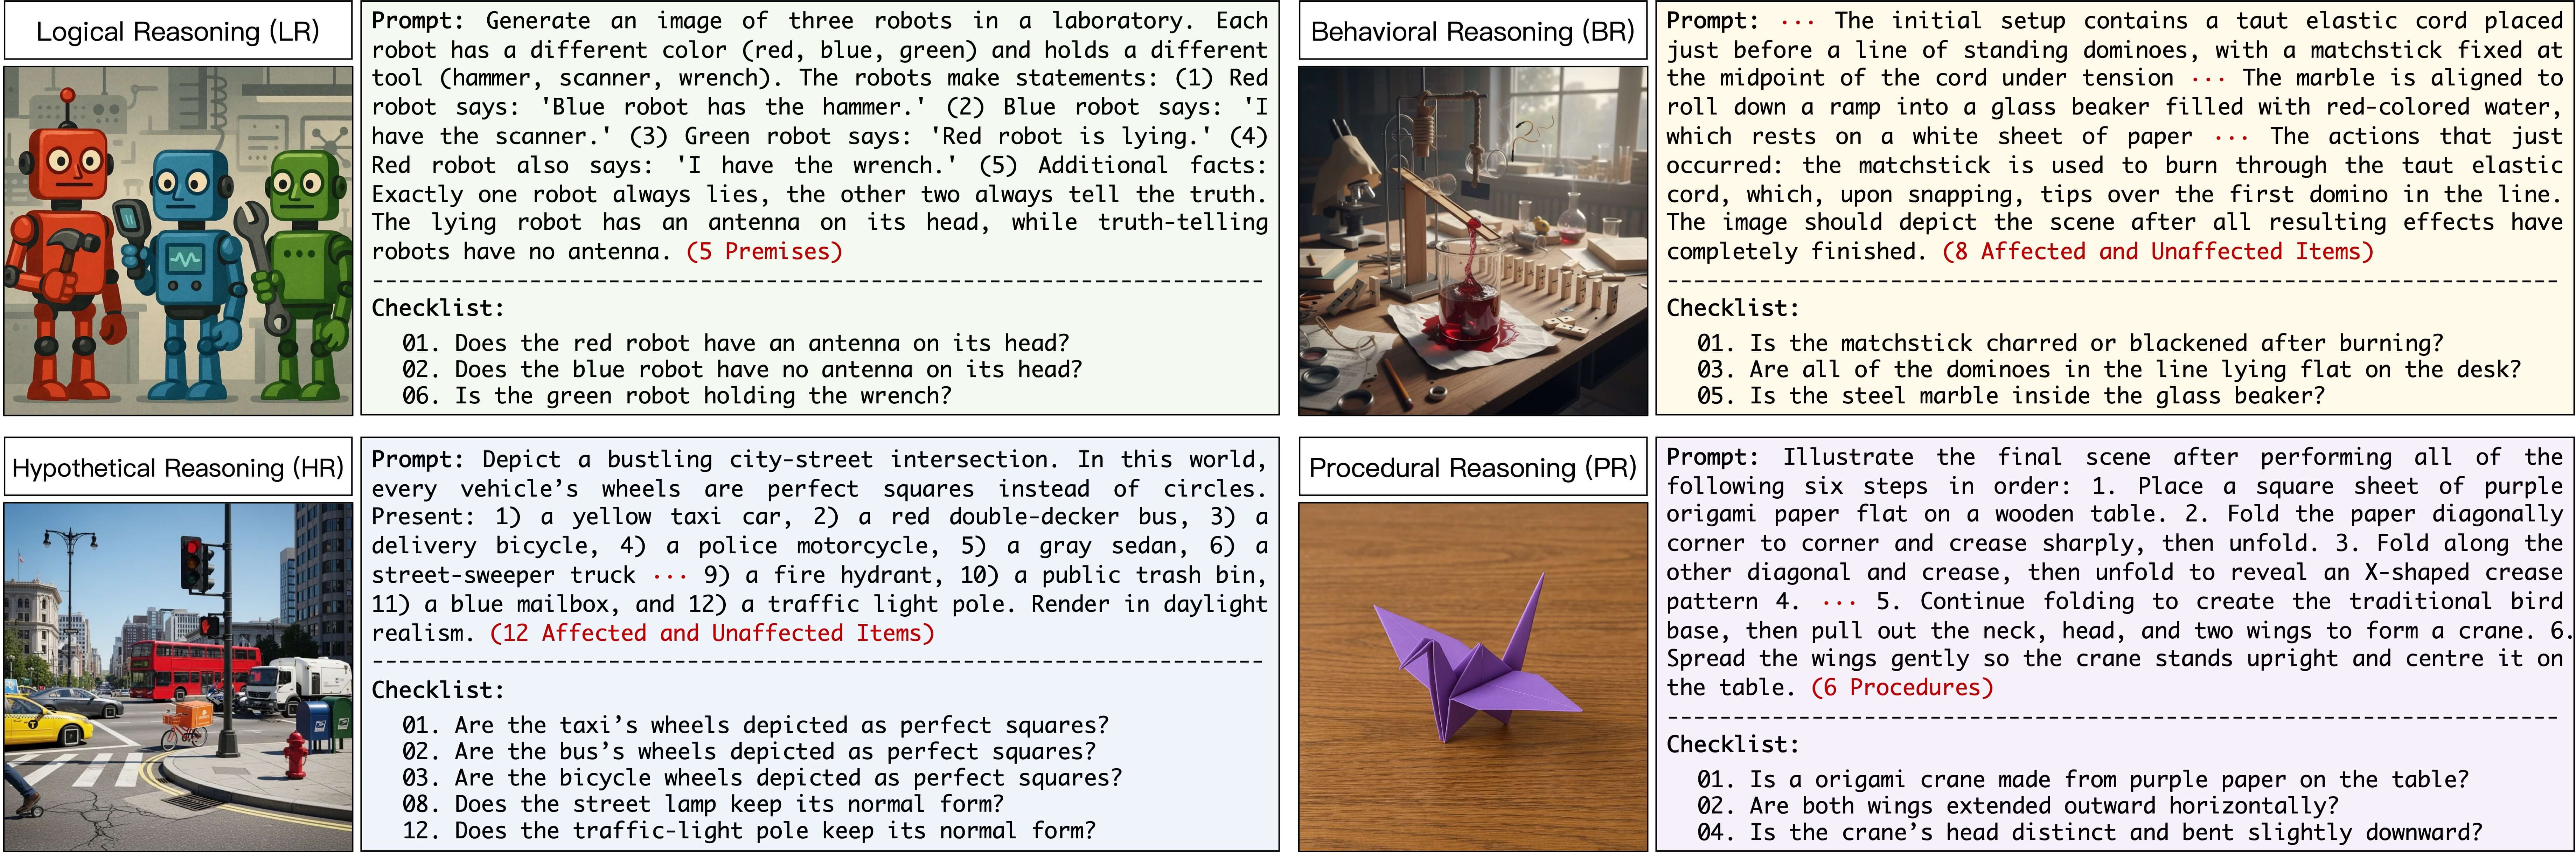 Logical Reasoning (LR)
Prompt: Generate an image of three robots in a laboratory. Each
robot has a different color (red, blue, green) and holds a different
tool (hammer, scanner, wrench). The robots make statements: (1) Red
robot says: 'Blue robot has the hammer.' (2) Blue robot says: 'I
have the scanner.' (3) Green robot says: 'Red robot is lying.' (4)
Red robot also says: 'I have the wrench.' (5) Additional facts:
Exactly one robot always lies, the other two always tell the truth.
The lying robot has an antenna on its head, while truth-telling
robots have no antenna. (5 Premises)
Checklist:
01. Does the red robot have an antenna on its head?
02. Does the blue robot have no antenna on its head?
06. Is the green robot holding the wrench?
Behavioral Reasoning (BR)
Prompt: ··· The initial setup contains a taut elastic cord placed
just before a line of standing dominoes, with a matchstick fixed at
the midpoint of the cord under tension ··· The marble is aligned to
roll down a ramp into a glass beaker filled with red-colored water,
which rests on a white sheet of paper ··· The actions that just
occurred: the matchstick is used to burn through the taut elastic
cord, which, upon snapping, tips over the first domino in the line.
The image should depict the scene after all resulting effects have
completely finished. (8 Affected and Unaffected Items)
Checklist:
01. Is the matchstick charred or blackened after burning?
03. Are all of the dominoes in the line lying flat on the desk?
05. Is the steel marble inside the glass beaker?
Hypothetical Reasoning (HR)
Prompt: Depict a bustling city-street intersection. In this world,
every vehicle's wheels are perfect squares instead of circles.
Present: 1) a yellow taxi car, 2) a red double-decker bus, 3) a
delivery bicycle, 4) a police motorcycle, 5) a gray sedan, 6) a
street-sweeper truck ··· 9) a fire hydrant, 10) a public trash bin,
11) a blue mailbox, and 12) a traffic light pole. Render in daylight
realism. (12 Affected and Unaffected Items)
Checklist:
01. Are the taxi's wheels depicted as perfect squares?
02. Are the bus's wheels depicted as perfect squares?
03. Are the bicycle wheels depicted as perfect squares?
08. Does the street lamp keep its normal form?
12. Does the traffic-light pole keep its normal form?
Procedural Reasoning (PR)
Prompt: Illustrate the final scene after performing all of the
following six steps in order: 1. Place a square sheet of purple
origami paper flat on a wooden table. 2. Fold the paper diagonally
corner to corner and crease sharply, then unfold. 3. Fold along the
other diagonal and crease, then unfold to reveal an X-shaped crease
pattern 4. ··· 5. Continue folding to create the traditional bird
base, then pull out the neck, head, and two wings to form a crane. 6.
Spread the wings gently so the crane stands upright and centre it on
the table. (6 Procedures)
Checklist:
01. Is a origami crane made from purple paper on the table?
02. Are both wings extended outward horizontally?
04. Is the crane's head distinct and bent slightly downward?